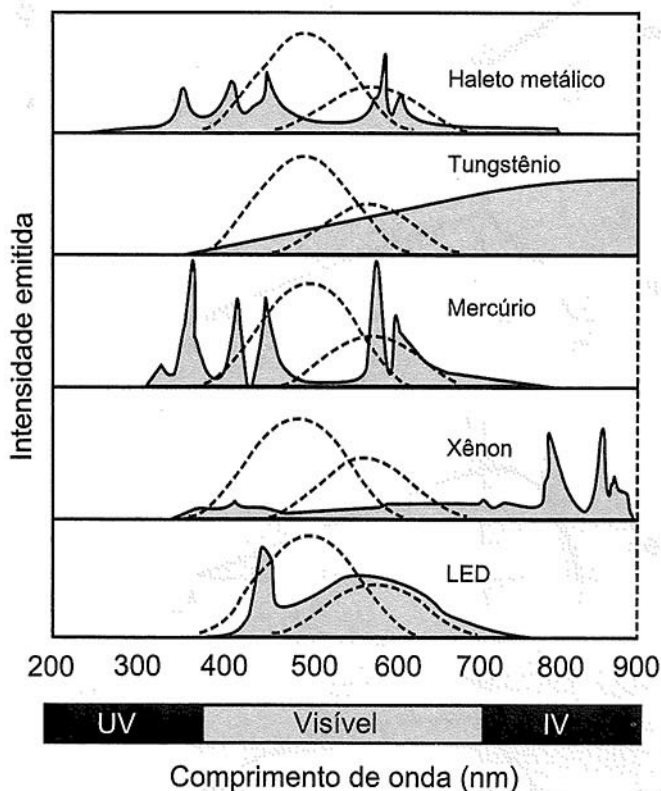 Haleto metálico
Tungstênio
Mercúrio
Xênon
LED
Intensidade emitida
200 300 400 500 600 700 800 900
UV Visível IV
Comprimento de onda (nm)